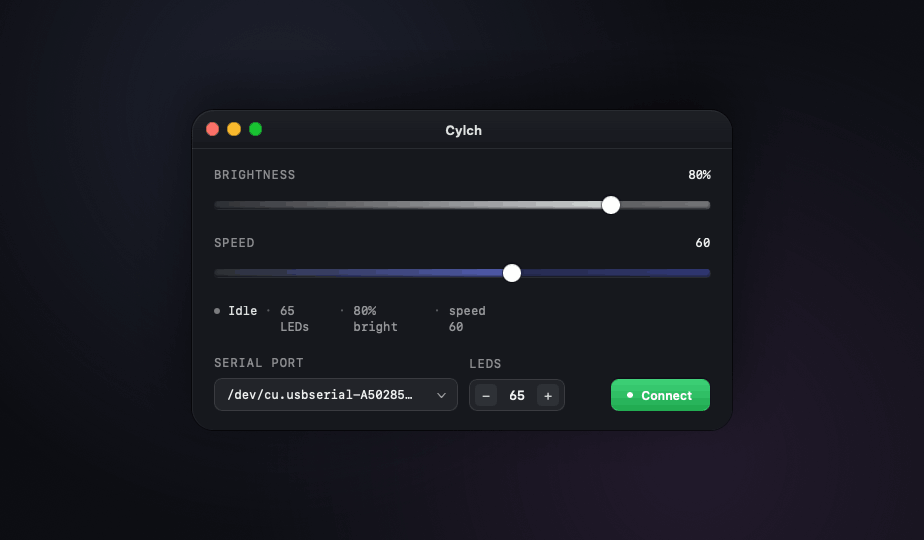 Cylch
BRIGHTNESS 80%
SPEED 60
Idle · 65 LEDs · 80% bright · speed 60
SERIAL PORT LEDS
/dev/cu.usbserial-A50285… − 65 + Connect